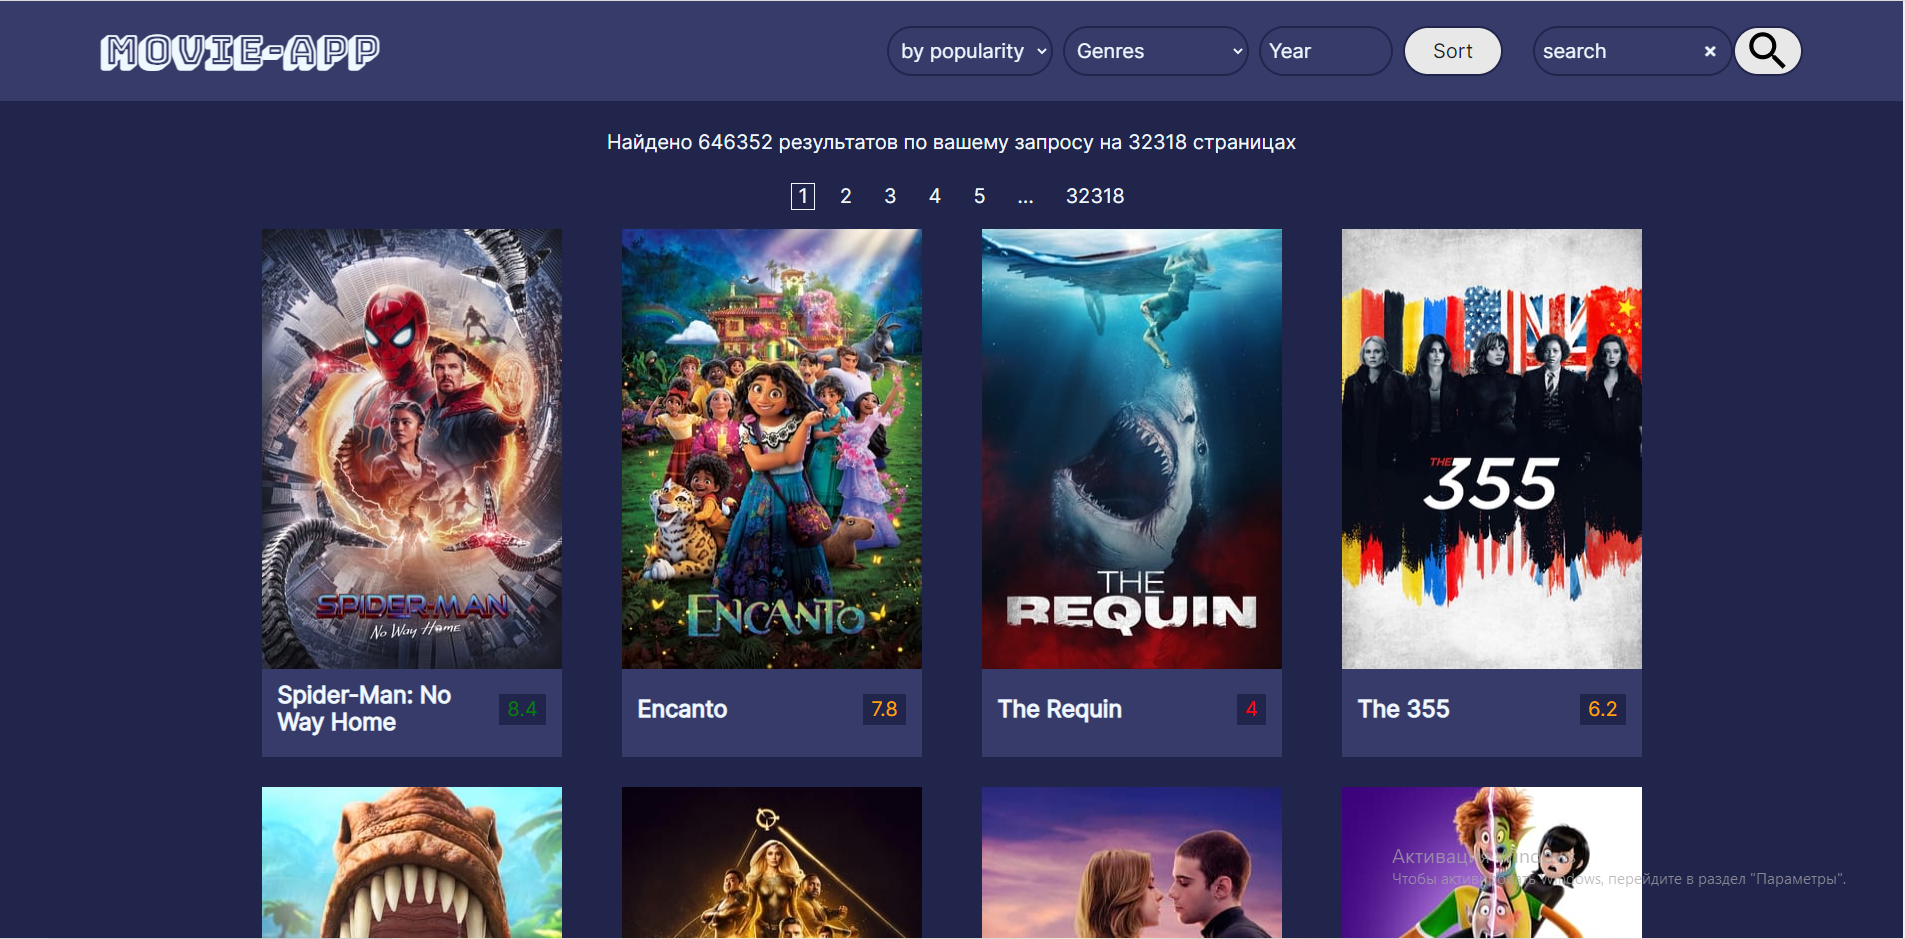 MOVIE-APP
by popularity
Genres
Year
Sort
search
Найдено 646352 результатов по вашему запросу на 32318 страницах
1 2 3 4 5 ... 32318
SPIDER-MAN
No Way Home
ENCANTO
THE
REQUIN
THE
355
Spider-Man: No
Way Home
8.4
Encanto
7.8
The Requin
4
The 355
6.2
Активация Windows
Чтобы активировать Windows, перейдите в раздел "Параметры".